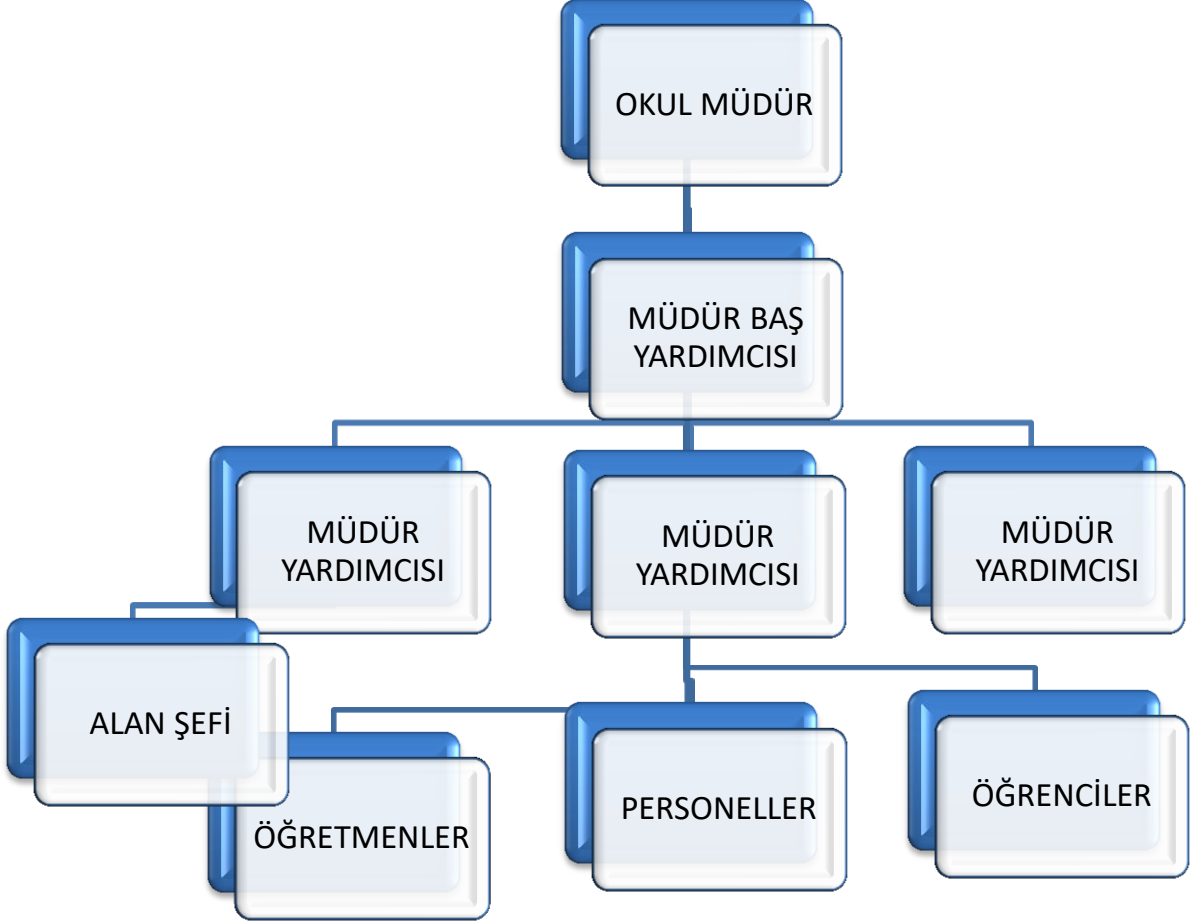 OKUL MÜDÜR
MÜDÜR BAŞ
YARDIMCISI
MÜDÜR
YARDIMCISI
MÜDÜR
YARDIMCISI
MÜDÜR
YARDIMCISI
ALAN ŞEFİ
ÖĞRETMENLER
PERSONELLER
ÖĞRENCİLER